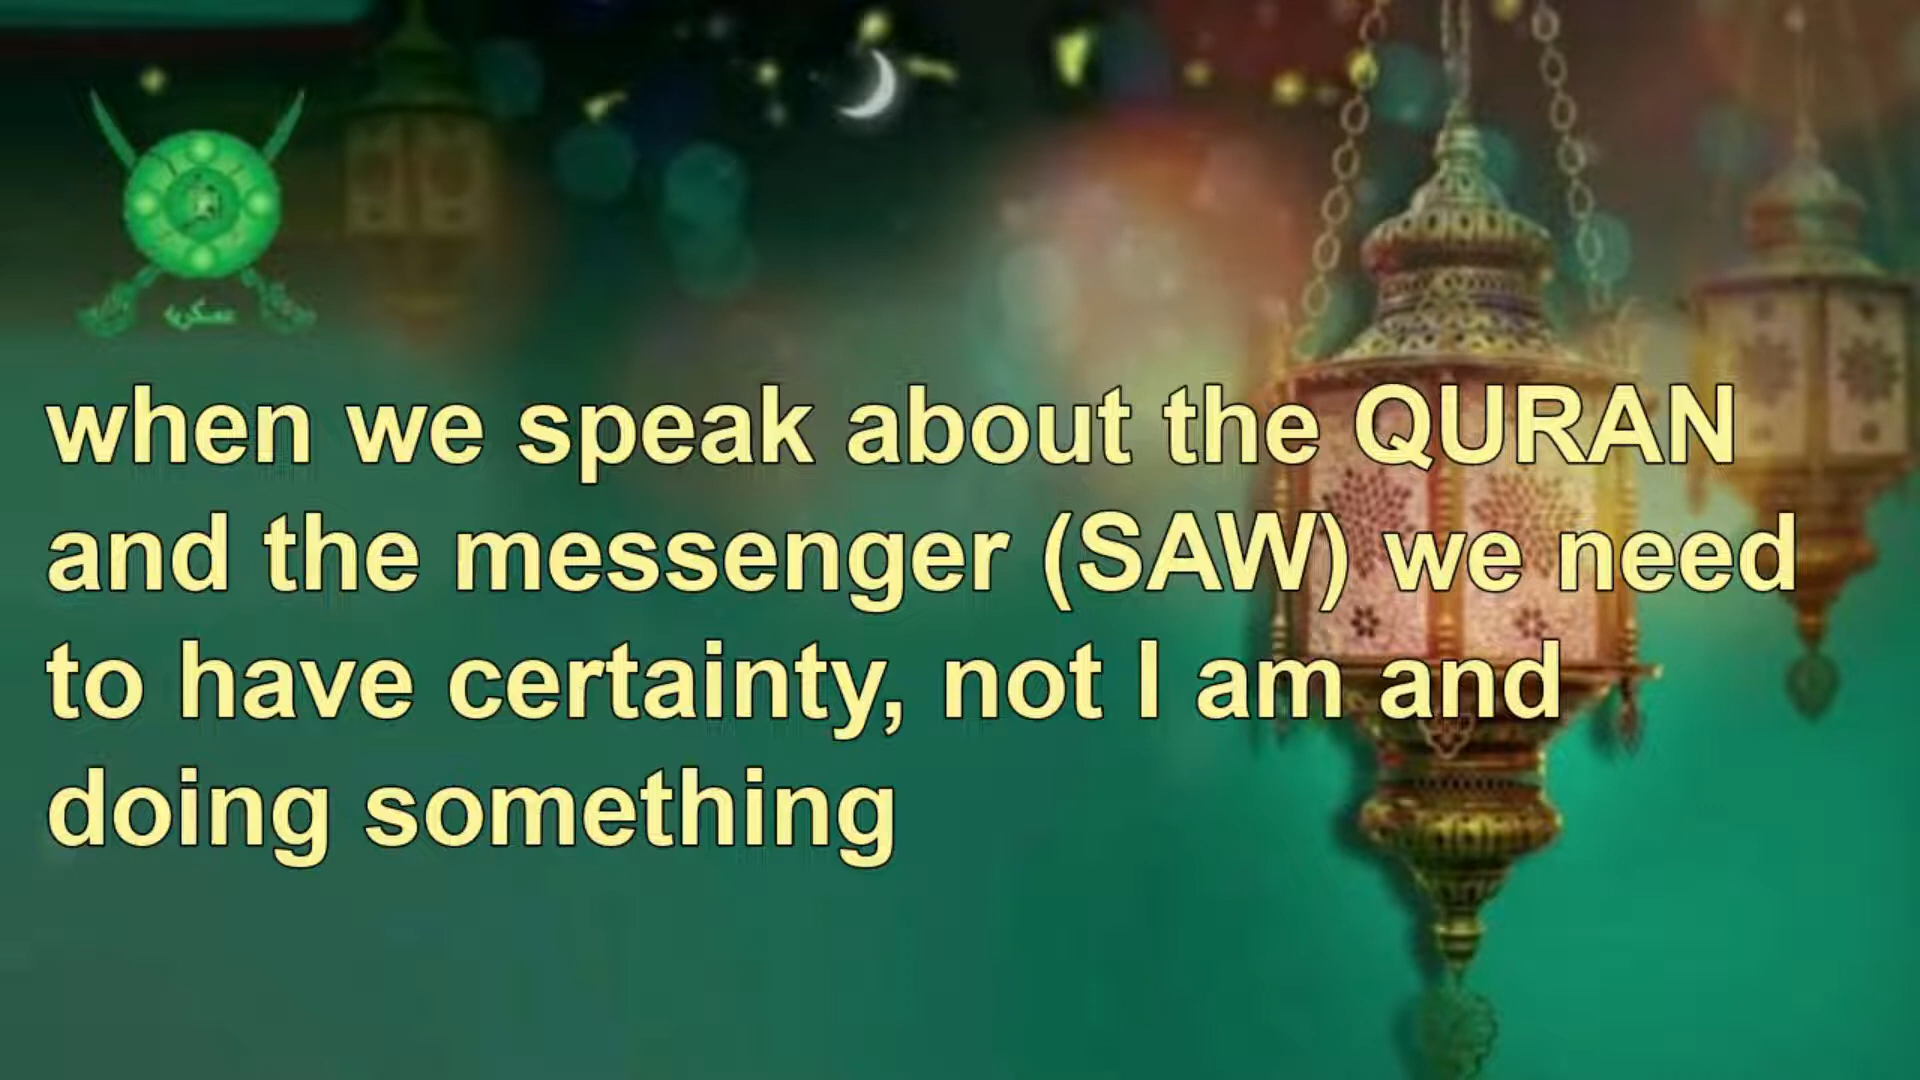 عسكريه
when we speak about the QURAN
and the messenger (SAW) we need
to have certainty, not I am and
doing something